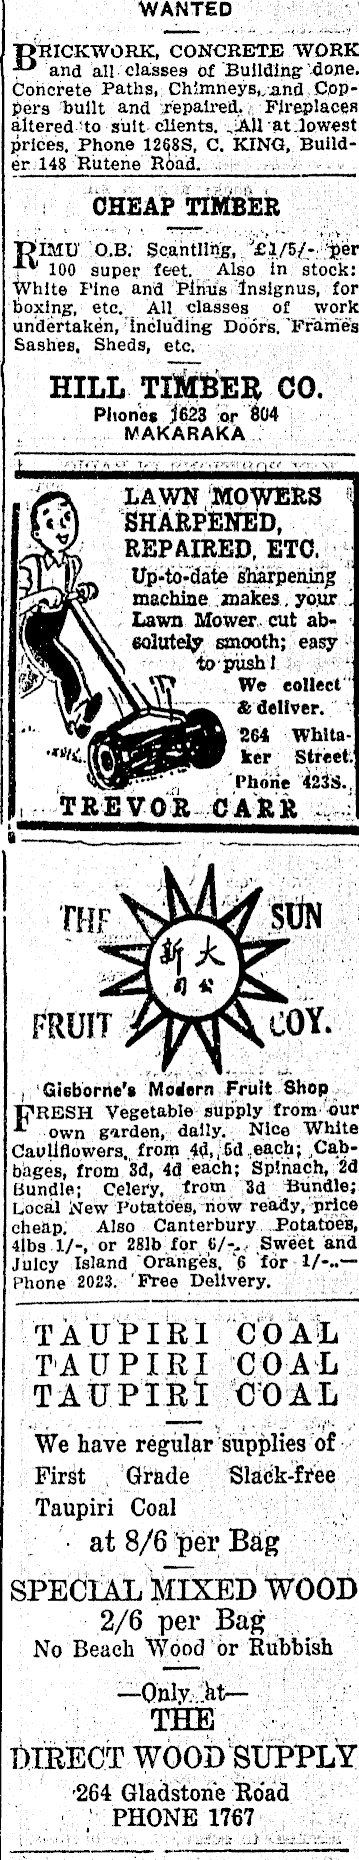 WANTED
BRICKWORK, CONCRETE WORK
and all classes of Building done.
Concrete Paths, Chimneys, and Cop-
pers built and repaired. Fireplaces
altered to suit clients. All at lowest
prices. Phone 1268S, C. KING, Build-
er 148 Rutene Road.
CHEAP TIMBER
RIMU O.B. Scantling, £1/5/- per
100 super feet. Also in stock:
White Pine and Pinus Insignus, for
boxing, etc. All classes of work
undertaken, including Doors, Frames
Sashes, Sheds, etc.
HILL TIMBER CO.
Phones 1623 or 804
MAKARAKA
LAWN MOWERS
SHARPENED,
REPAIRED, ETC.
Up-to-date sharpening
machine makes your
Lawn Mower cut ab-
solutely smooth; easy
to push!
We collect
& deliver.
264 Whita-
ker Street.
Phone 423S.
TREVOR CARR
THE SUN
新 大
司 公
FRUIT COY.
Gisborne's Modern Fruit Shop
FRESH Vegetable supply from our
own garden, daily. Nice White
Cauliflowers, from 4d, 5d each; Cab-
bages, from 3d, 4d each; Spinach, 2d
Bundle; Celery, from 3d Bundle;
Local New Potatoes, now ready, price
cheap. Also Canterbury Potatoes,
4lbs 1/-, or 28lb for 6/-. Sweet and
Juicy Island Oranges, 6 for 1/-.—
Phone 2023. Free Delivery.
TAUPIRI COAL
TAUPIRI COAL
TAUPIRI COAL
We have regular supplies of
First Grade Slack-free
Taupiri Coal
at 8/6 per Bag
SPECIAL MIXED WOOD
2/6 per Bag
No Beach Wood or Rubbish
—Only at—
THE
DIRECT WOOD SUPPLY
264 Gladstone Road
PHONE 1767